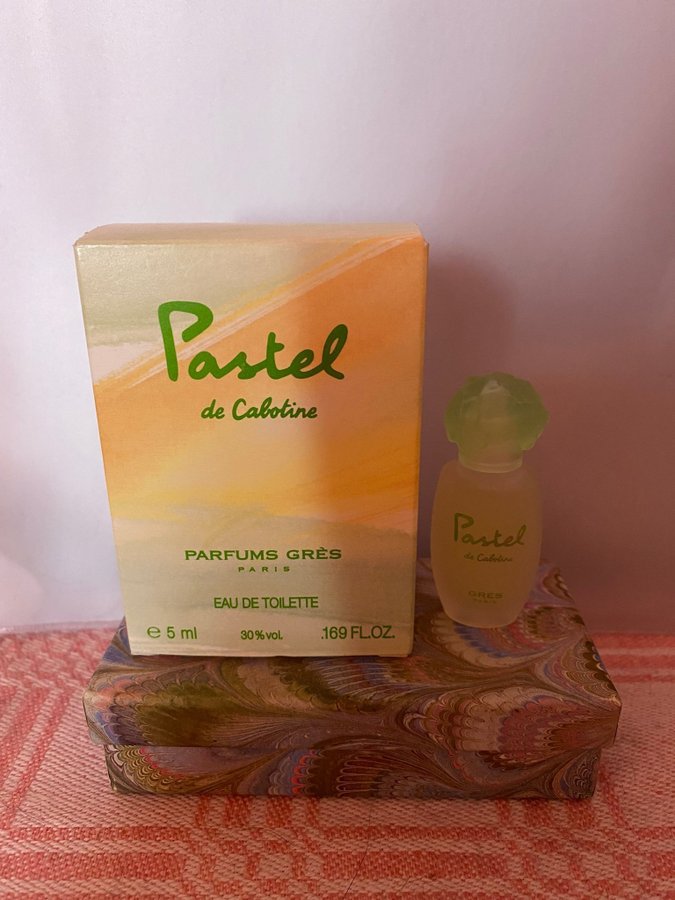 Pastel
de Cabotine
PARFUMS GRÈS
PARIS
EAU DE TOILETTE
e 5 ml 30% vol. .169 FL.OZ.
Pastel
de Cabotine
GRÈS
PARIS